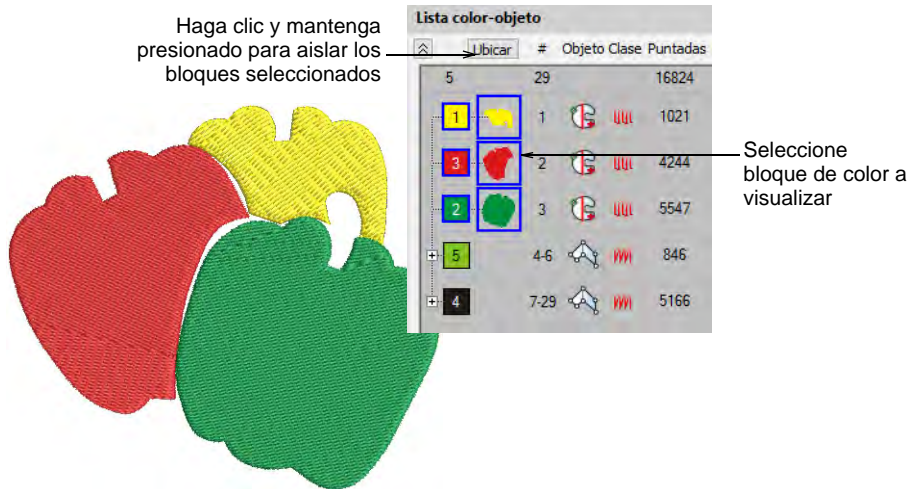 Haga clic y mantenga
presionado para aislar los
bloques seleccionados
Lista color-objeto
Ubicar # Objeto Clase Puntadas
5 29 16824
1 1 1021
3 2 4244
2 3 5547
5 4-6 846
4 7-29 5166
Seleccione
bloque de color a
visualizar